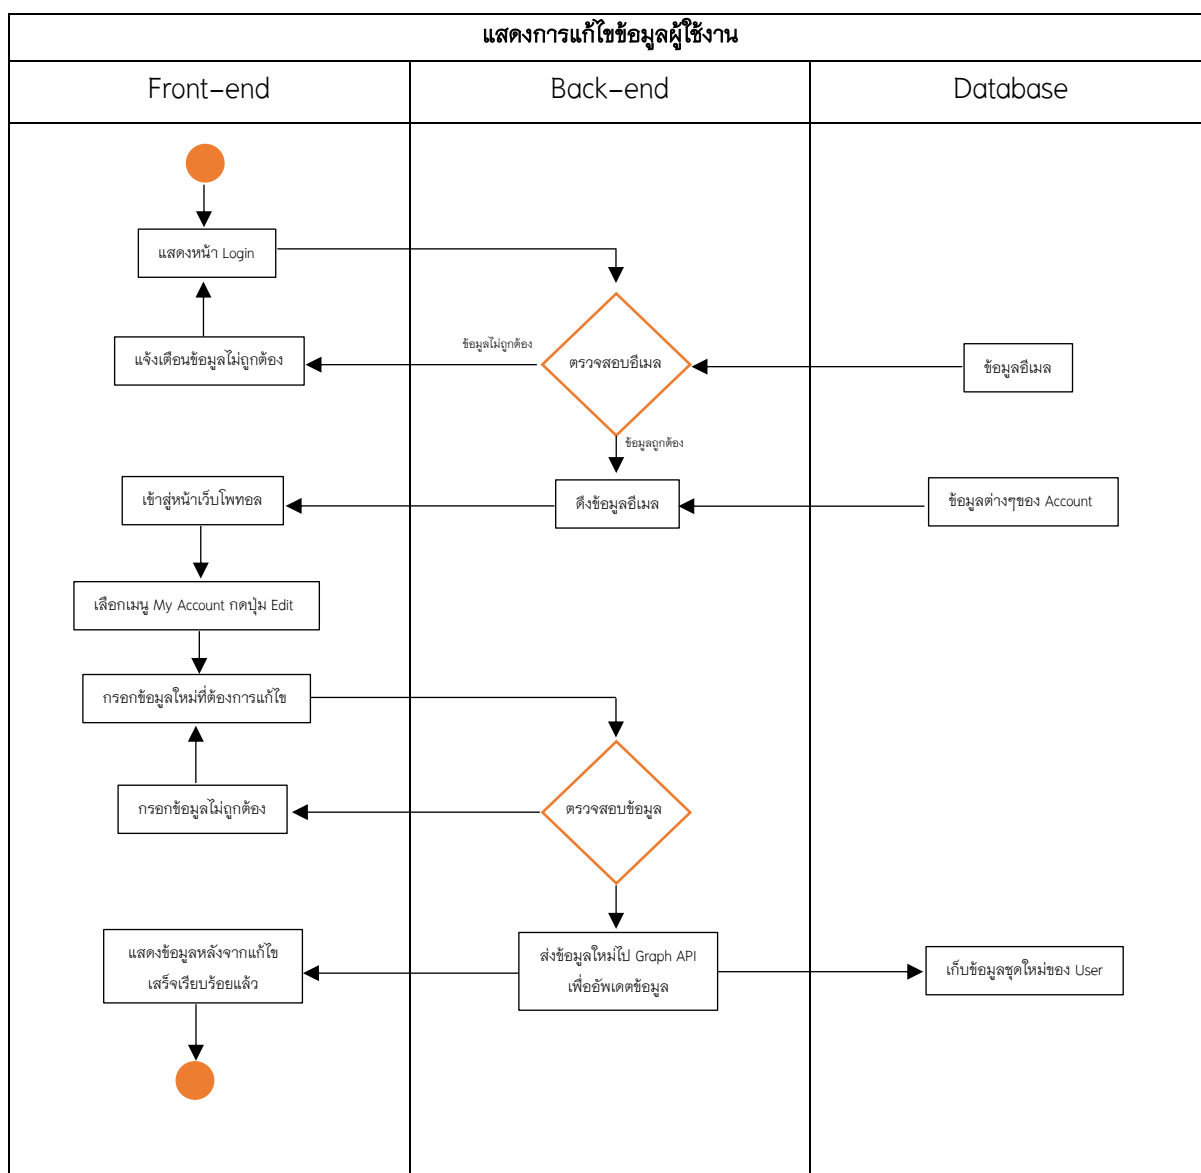 แสดงการแก้ไขข้อมูลผู้ใช้งาน
Front-end
Back-end
Database
แสดงหน้า Login
แจ้งเตือนข้อมูลไม่ถูกต้อง
ข้อมูลไม่ถูกต้อง
ตรวจสอบอีเมล
ข้อมูลอีเมล
ข้อมูลถูกต้อง
เข้าสู่หน้าเว็บโพทอล
ดึงข้อมูลอีเมล
ข้อมูลต่างๆของ Account
เลือกเมนู My Account กดปุ่ม Edit
กรอกข้อมูลใหม่ที่ต้องการแก้ไข
กรอกข้อมูลไม่ถูกต้อง
ตรวจสอบข้อมูล
แสดงข้อมูลหลังจากแก้ไข
เสร็จเรียบร้อยแล้ว
ส่งข้อมูลใหม่ไป Graph API
เพื่ออัพเดตข้อมูล
เก็บข้อมูลชุดใหม่ของ User